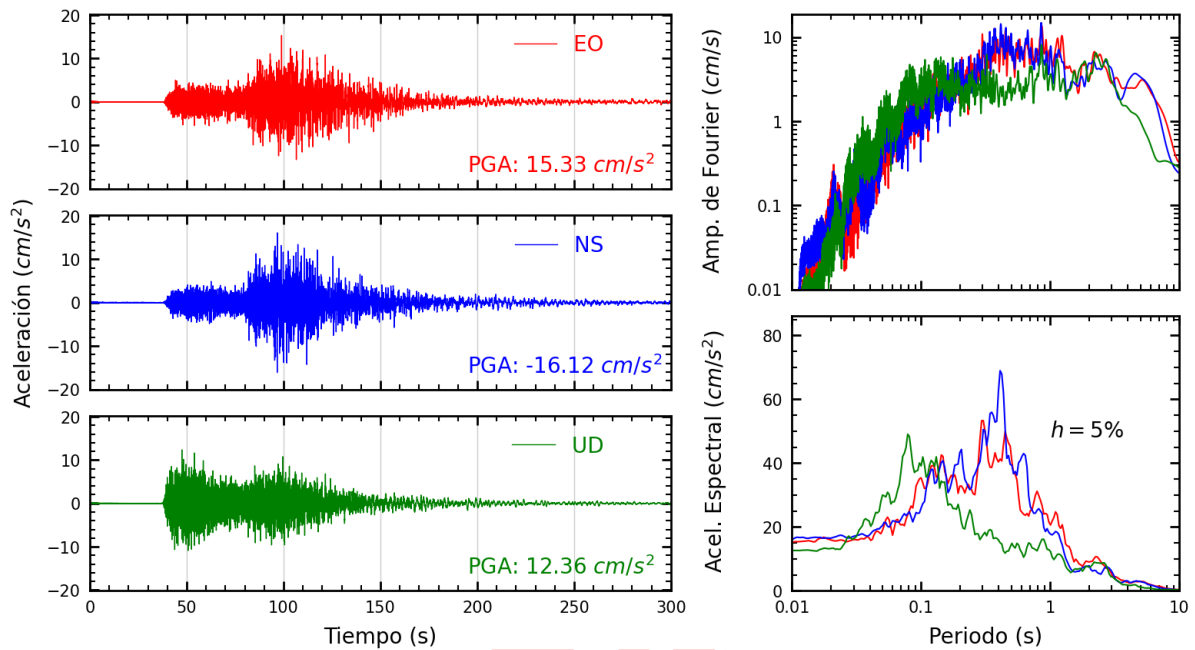 Aceleración (cm/s²)
20
10
0
−10
−20
EO
PGA: 15.33 cm/s²
20
10
0
−10
−20
NS
PGA: -16.12 cm/s²
20
10
0
−10
−20
UD
PGA: 12.36 cm/s²
0 50 100 150 200 250 300
Tiempo (s)
Amp. de Fourier (cm/s)
10
1
0.1
0.01
Acel. Espectral (cm/s²)
80
60
40
20
0
h = 5%
0.01 0.1 1 10
Periodo (s)